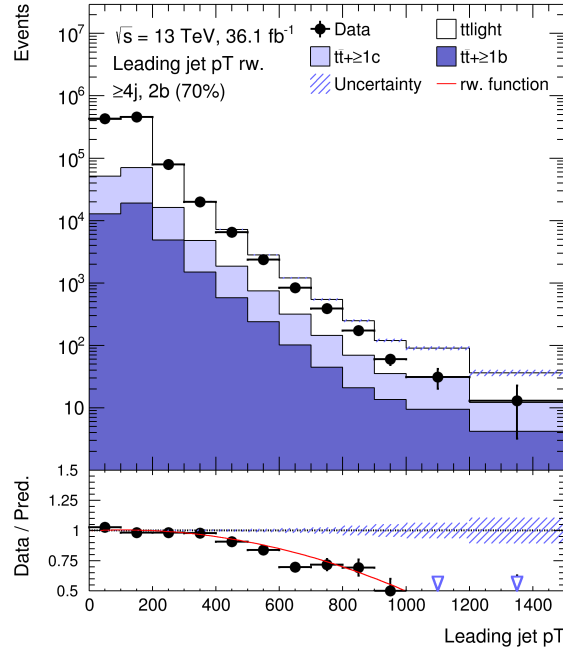 Events
10⁷
10⁶
10⁵
10⁴
10³
10²
10
√s = 13 TeV, 36.1 fb⁻¹
Leading jet pT rw.
≥4j, 2b (70%)
Data
ttlight
tt̄+≥1c
tt̄+≥1b
Uncertainty
rw. function
Data / Pred.
1.5
1.25
1
0.75
0.5
0 200 400 600 800 1000 1200 1400
Leading jet pT